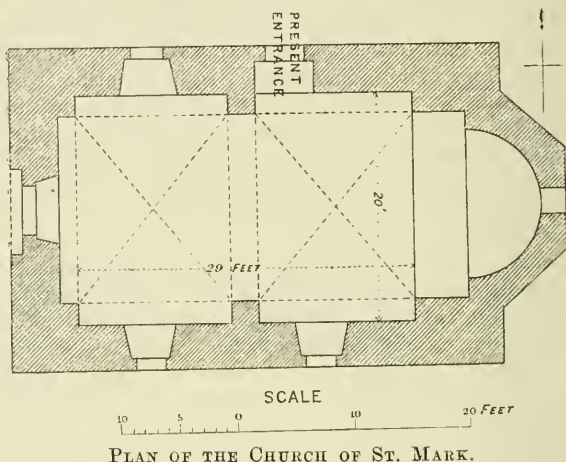 PRESENT
ENTRANCE
20'
29 FEET
SCALE
10 5 0 10 20 FEET
PLAN OF THE CHURCH OF ST. MARK.